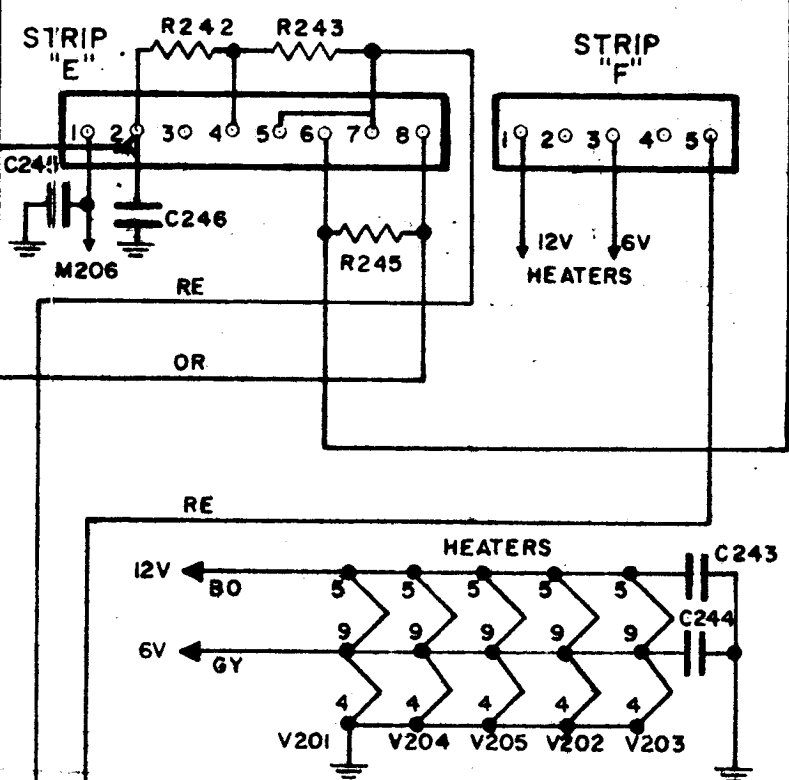 R242 R243
STRIP "E"
STRIP "F"
1 2 3 4 5 6 7 8
1 2 3 4 5
C245
C246
M206
R245
12V 6V
HEATERS
RE
OR
RE
HEATERS
12V
BO
C243
5 5 5 5 5
C244
9 9 9 9 9
6V
GY
4 4 4 4 4
V201 V204 V205 V202 V203